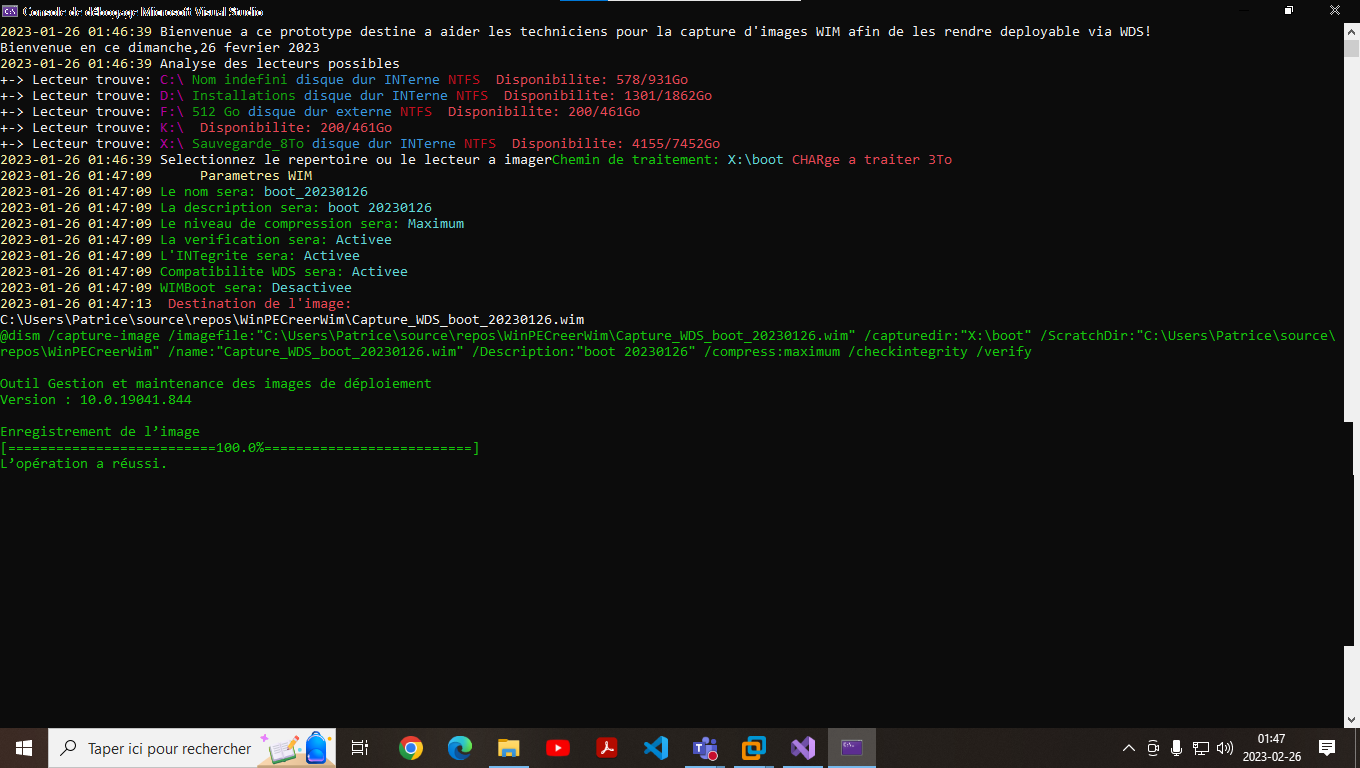 Console de débogage Microsoft Visual Studio
2023-01-26 01:46:39 Bienvenue a ce prototype destine a aider les techniciens pour la capture d'images WIM afin de les rendre deployable via WDS!
Bienvenue en ce dimanche,26 fevrier 2023
2023-01-26 01:46:39 Analyse des lecteurs possibles
+-> Lecteur trouve: C:\ Nom indefini disque dur INTerne NTFS  Disponibilite: 578/931Go
+-> Lecteur trouve: D:\ Installations disque dur INTerne NTFS  Disponibilite: 1301/1862Go
+-> Lecteur trouve: F:\ 512 Go disque dur externe NTFS  Disponibilite: 200/461Go
+-> Lecteur trouve: K:\  Disponibilite: 200/461Go
+-> Lecteur trouve: X:\ Sauvegarde_8To disque dur INTerne NTFS  Disponibilite: 4155/7452Go
2023-01-26 01:46:39 Selectionnez le repertoire ou le lecteur a imagerChemin de traitement: X:\boot CHARge a traiter 3To
2023-01-26 01:47:09      Parametres WIM
2023-01-26 01:47:09 Le nom sera: boot_20230126
2023-01-26 01:47:09 La description sera: boot 20230126
2023-01-26 01:47:09 Le niveau de compression sera: Maximum
2023-01-26 01:47:09 La verification sera: Activee
2023-01-26 01:47:09 L'INTegrite sera: Activee
2023-01-26 01:47:09 Compatibilite WDS sera: Activee
2023-01-26 01:47:09 WIMBoot sera: Desactivee
2023-01-26 01:47:13  Destination de l'image:
C:\Users\Patrice\source\repos\WinPECreerWim\Capture_WDS_boot_20230126.wim
@dism /capture-image /imagefile:"C:\Users\Patrice\source\repos\WinPECreerWim\Capture_WDS_boot_20230126.wim" /capturedir:"X:\boot" /ScratchDir:"C:\Users\Patrice\source\
repos\WinPECreerWim" /name:"Capture_WDS_boot_20230126.wim" /Description:"boot 20230126" /compress:maximum /checkintegrity /verify
Outil Gestion et maintenance des images de déploiement
Version : 10.0.19041.844
Enregistrement de l’image
[==========================100.0%==========================]
L’opération a réussi.
Taper ici pour rechercher
01:47
2023-02-26